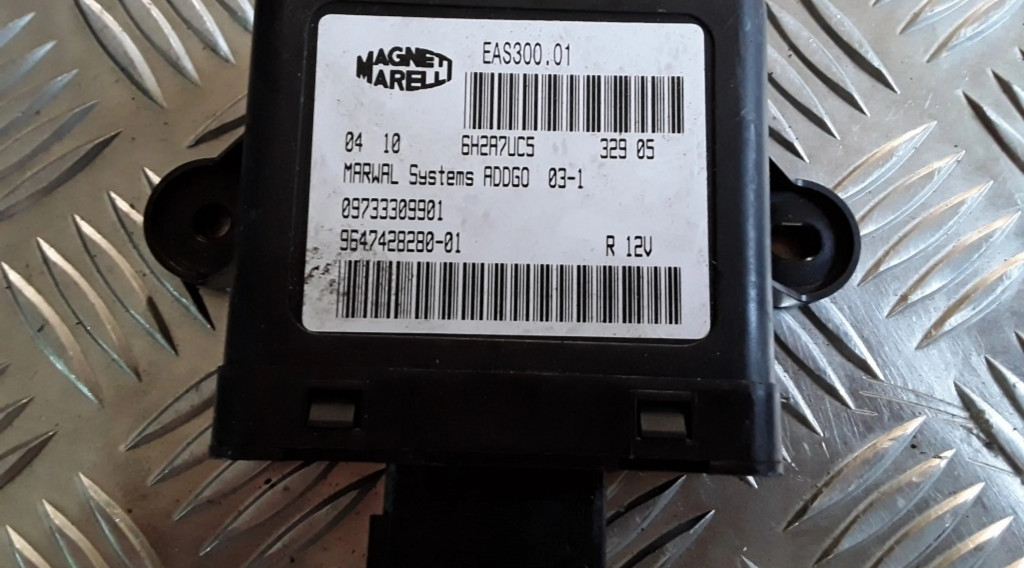 MAGNETI
MARELLI
EAS300.01
04 10 6H2A7UC5 329 05
MARWAL Systems ADDGO 03-1
09733309901
9647428280-01 R 12V